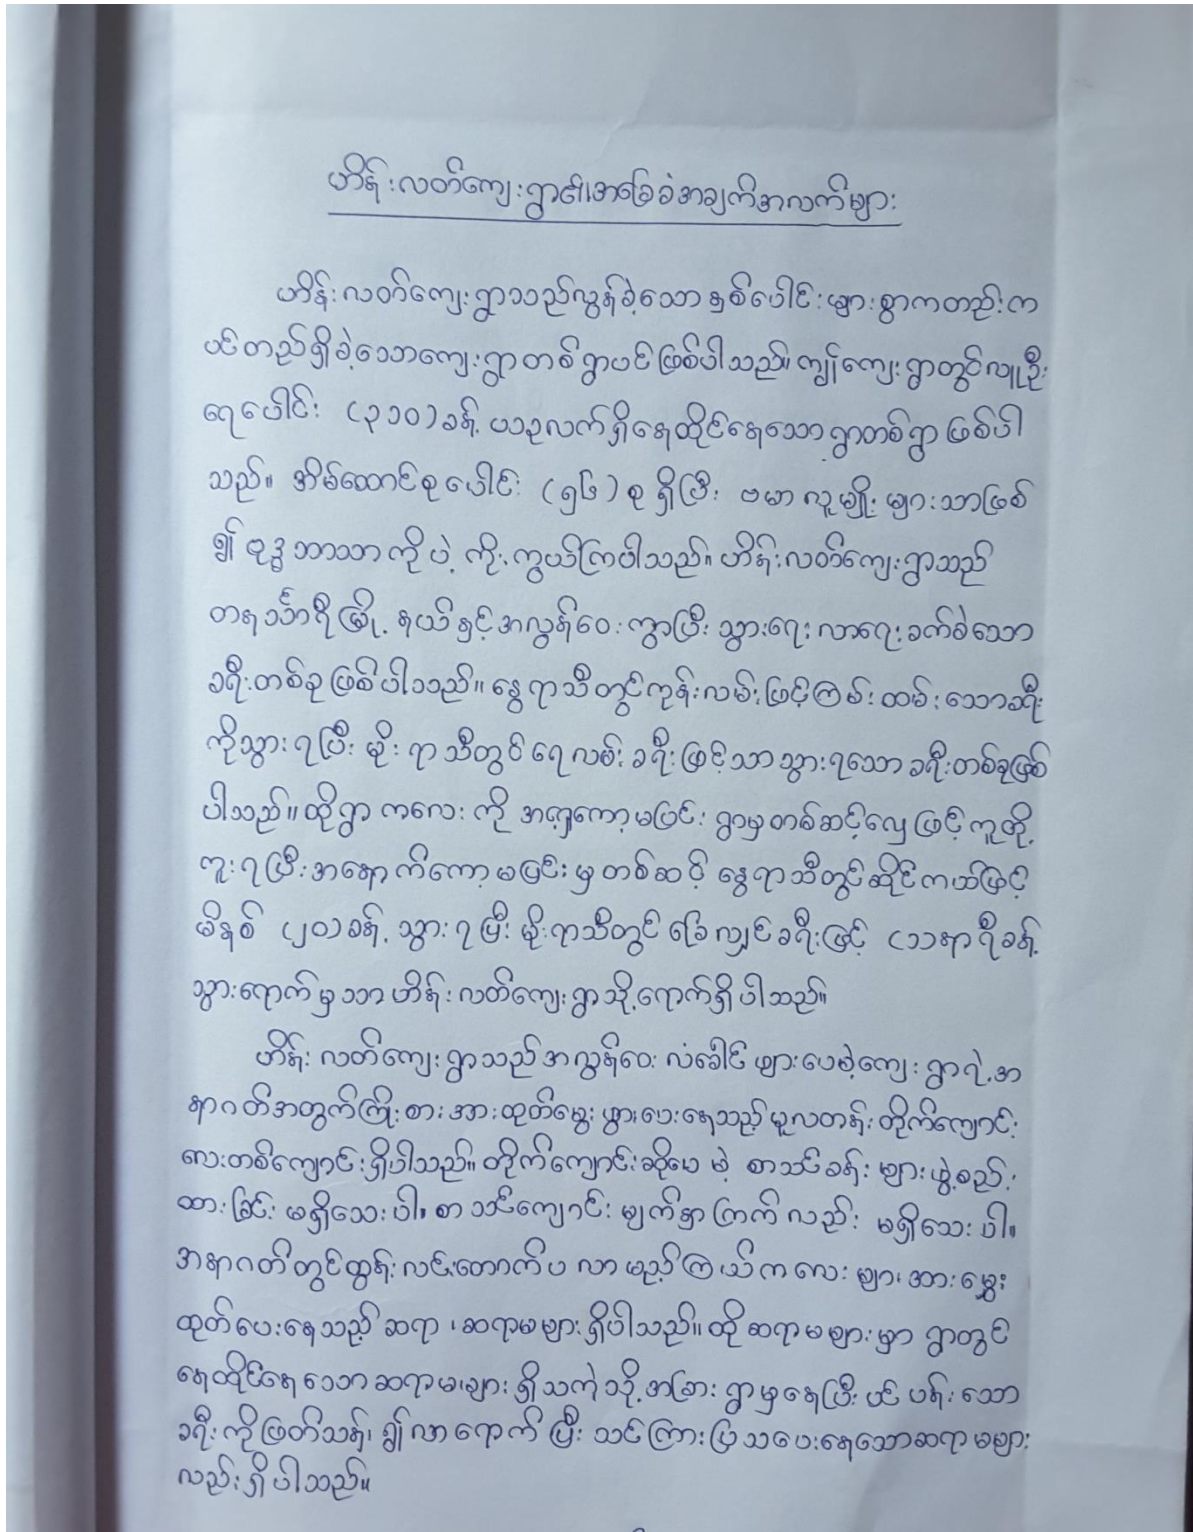 ဟိန်းလတ်ကျေးရွာ၏အခြေခံအချက်အလက်များ
ဟိန်းလတ်ကျေးရွာသည်လွန်ခဲ့သောနှစ်ပေါင်းများစွာကတည်းက
ပင်တည်ရှိခဲ့သောကျေးရွာတစ်ရွာပင်ဖြစ်ပါသည်။ ကျွန်ကျေးရွာတွင်လူဦး
ရေပေါင်း (၃၁၀)ခန့် ပသဥလက်ရှိနေထိုင်နေသောရွာတစ်ရွာဖြစ်ပါ
သည်။ အိမ်ထောင်စုပေါင်း (၅၆)စုရှိပြီး ဗမာလူမျိုးများသာဖြစ်
၍ ဗုဒ္ဓဘာသာကိုပဲ့ကိုးကွယ်ကြပါသည်။ ဟိန်းလတ်ကျေးရွာသည်
တနင်္သာရီမြို့နယ်နှင့်အလွန်ဝေးကွာပြီး သွားရေးလာရေးခက်ခဲသော
ခရီးတစ်ခုဖြစ်ပါသည်။ နွေရာသီတွင်ကုန်းလမ်းဖြင့်ကြမ်းထမ်းသောခရီး
ကိုသွားရပြီး မိုးရာသီတွင်ရေလမ်းခရီးဖြင့်သာသွားရသောခရီးတစ်ခုဖြစ်
ပါသည်။ ထိုရွာကလေးကို အရှေ့ကော့မပြင်းရွာမှတစ်ဆင့်လှေဖြင့်ကူတို့
ကူးရပြီးအနောက်ကော့မပြင်းမှတစ်ဆင့် နွေရာသီတွင်ဆိုင်ကယ်ဖြင့်
မိနစ် (၂၀)ခန့်သွားရပြီး မိုးရာသီတွင်ခြေလျင်ခရီးဖြင့် (၁)နာရီခန့်
သွားရောက်မှသာဟိန်းလတ်ကျေးရွာသို့ရောက်ရှိပါသည်။
ဟိန်းလတ်ကျေးရွာသည်အလွန်ဝေးလံခေါင်ဖျားပေမဲ့ကျေးရွာရဲ့အ
နာဂတ်အတွက်ကြိုးစားအားထုတ်မွေးဖွားပေးနေသည့်မူလတန်းတိုက်ကျောင်း
လေးတစ်ကျောင်းရှိပါသည်။ တိုက်ကျောင်းဆိုပေမဲ့ စာသင်ခန်းများဖွဲ့စည်း
ထားခြင်းမရှိသေးပါ။ စာသင်ကျောင်းမျက်နှာကြက်လည်းမရှိသေးပါ။
အနာဂတ်တွင်ထွန်းလင်းတောက်ပလာမည့်ကြယ်ကလေးများအားမွှေး
ထုတ်ပေးနေသည့်ဆရာ၊ဆရာမများရှိပါသည်။ ထိုဆရာမများမှာရွာတွင်
နေထိုင်နေသောဆရာမများရှိသကဲ့သို့အခြားရွာမှနေပြီးပင်ပန်းသော
ခရီးကိုဖြတ်သန်း၍လာရောက်ပြီး သင်ကြားပြသပေးနေသောဆရာမများ
လည်းရှိပါသည်။